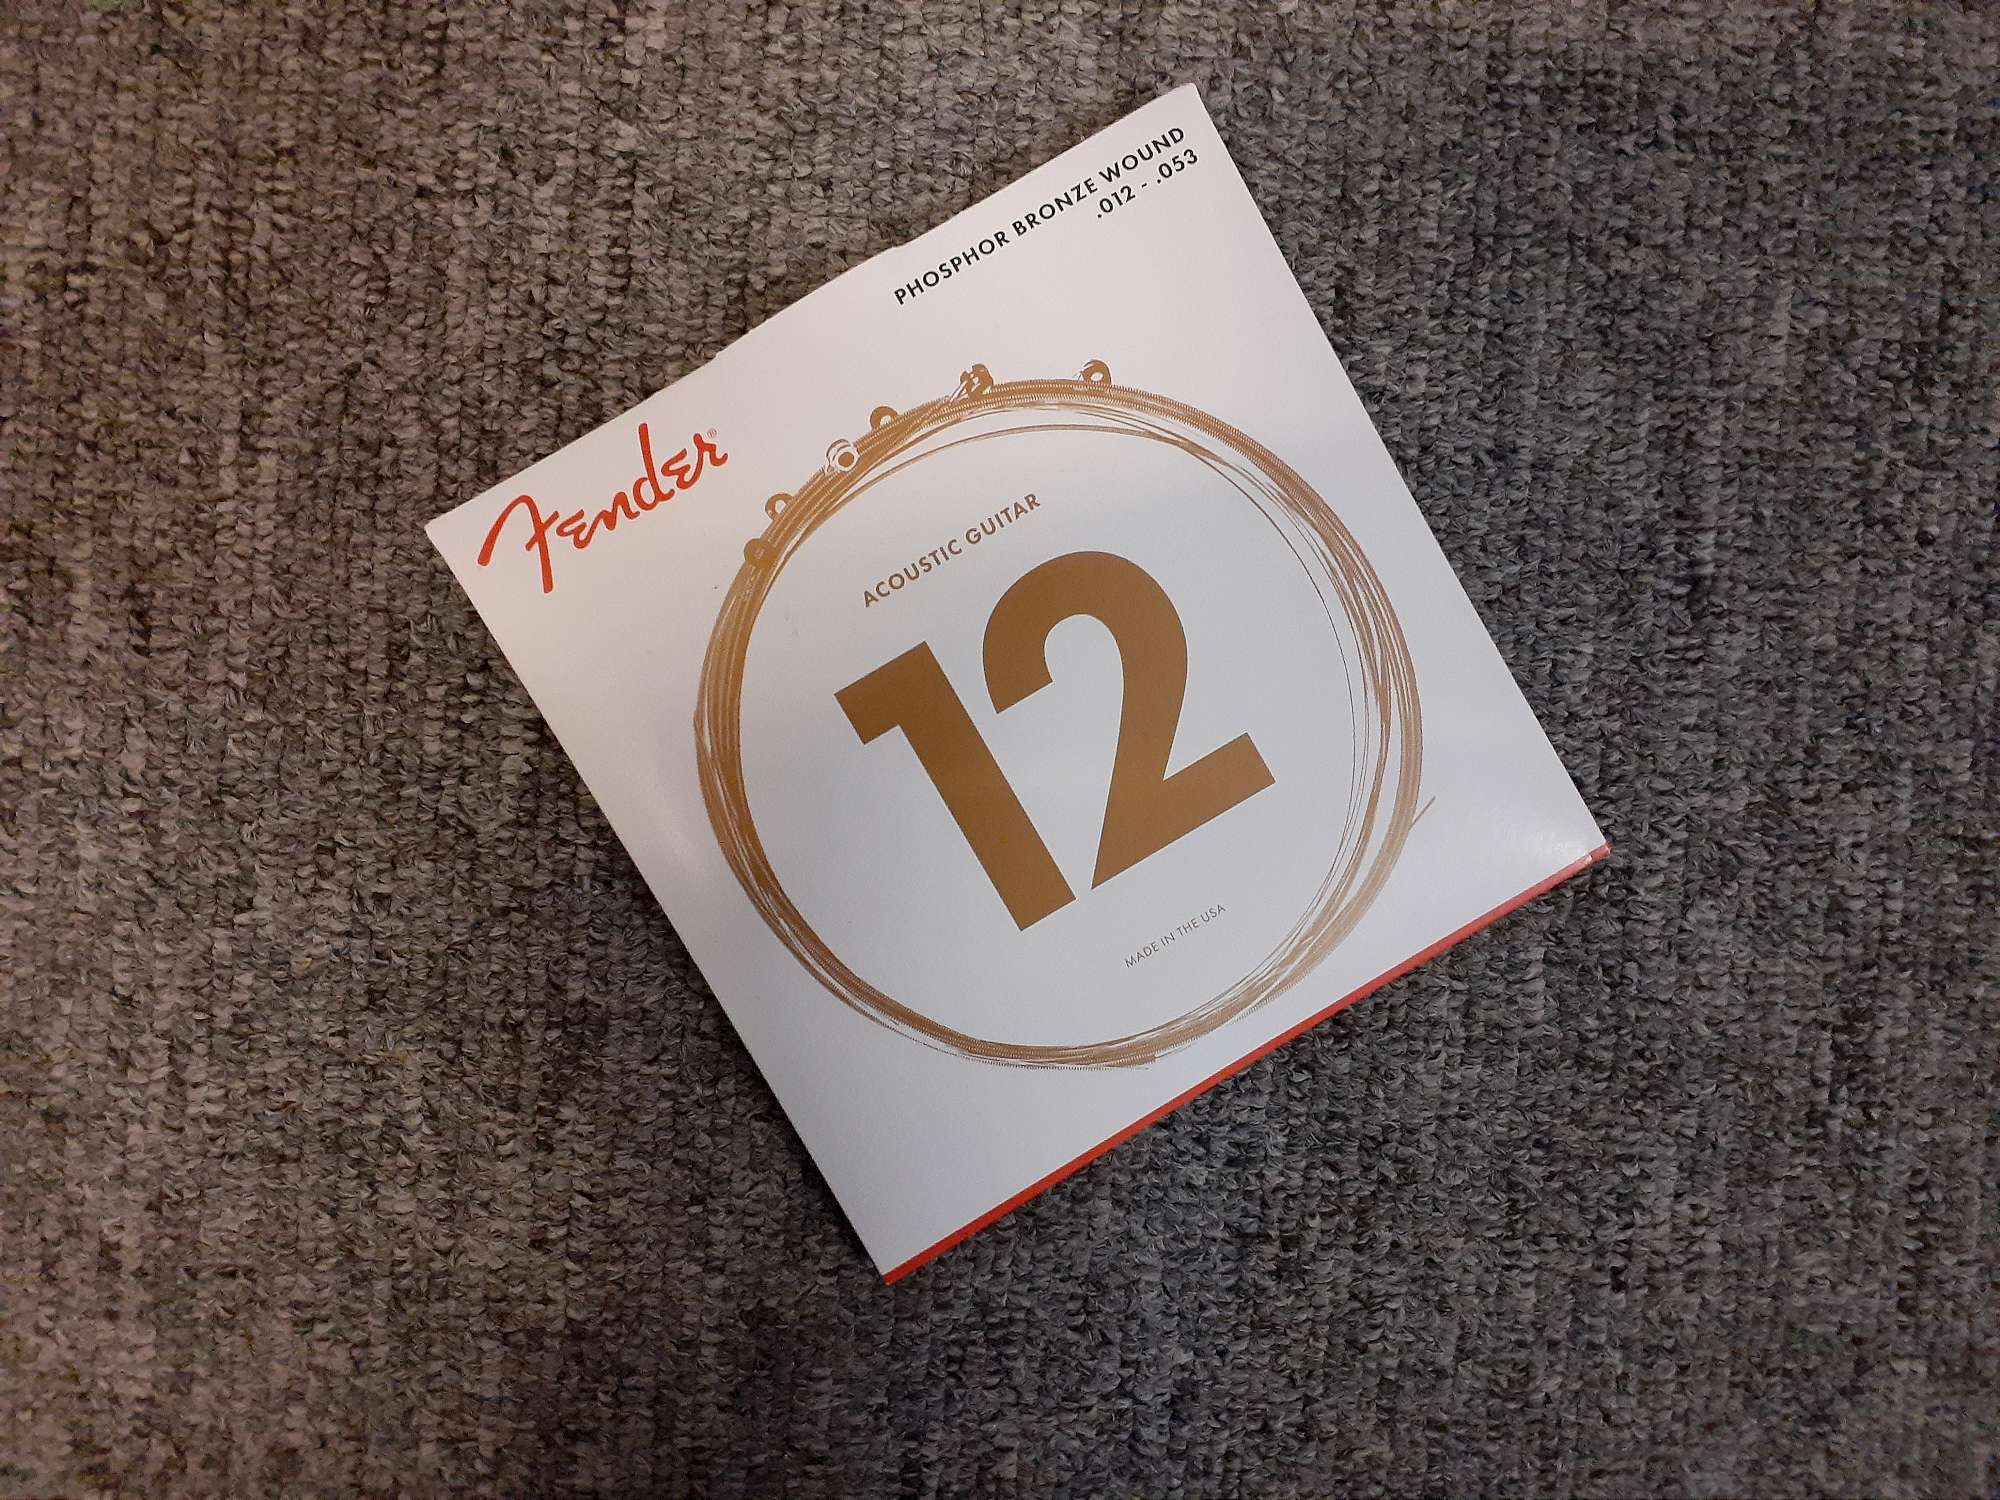 PHOSPHOR BRONZE WOUND
.012 - .053
Fender®
ACOUSTIC GUITAR
12
MADE IN THE USA